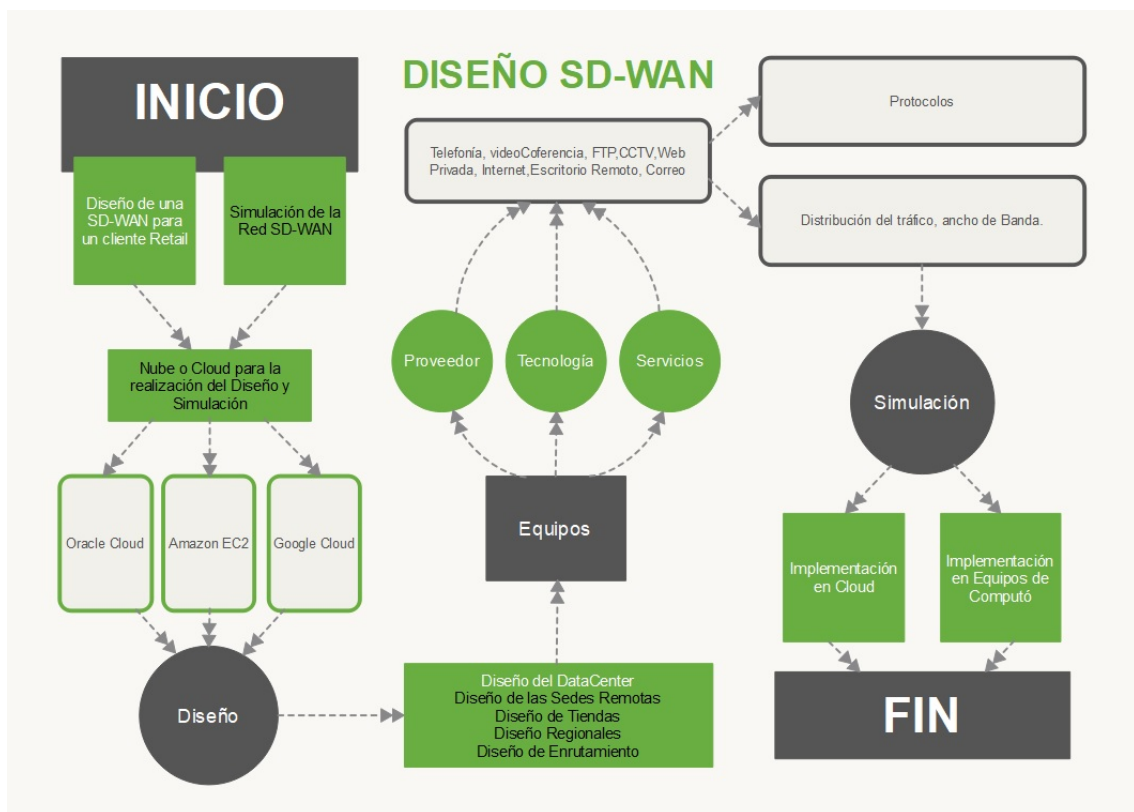 INICIO
Diseño de una
SD-WAN para
un cliente Retail
Simulación de la
Red SD-WAN
Nube o Cloud para la
realización del Diseño y
Simulación
Oracle Cloud
Amazon EC2
Google Cloud
Diseño
DISEÑO SD-WAN
Telefonía, videoCoferencia, FTP,CCTV,Web
Privada, Internet,Escritorio Remoto, Correo
Proveedor
Tecnología
Servicios
Equipos
Diseño del DataCenter
Diseño de las Sedes Remotas
Diseño de Tiendas
Diseño Regionales
Diseño de Enrutamiento
Protocolos
Distribución del tráfico, ancho de Banda.
Simulación
Implementación
en Cloud
Implementación
en Equipos de
Computó
FIN